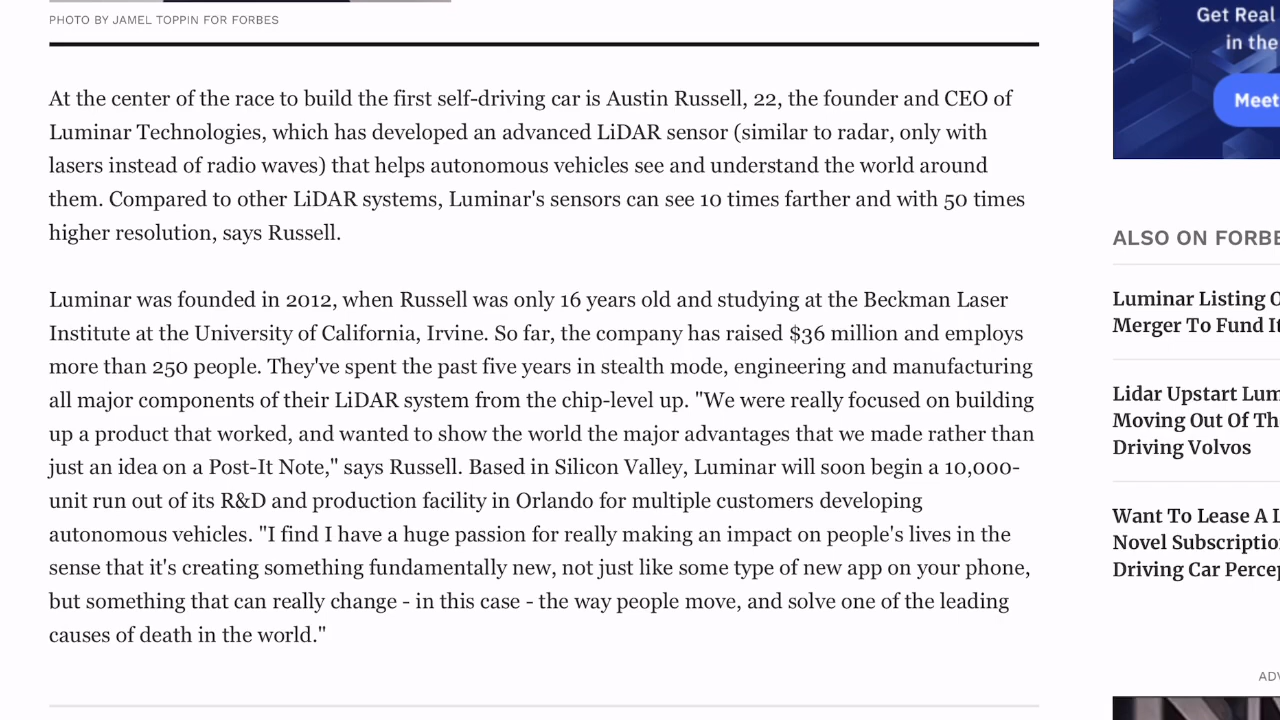 PHOTO BY JAMEL TOPPIN FOR FORBES
At the center of the race to build the first self-driving car is Austin Russell, 22, the founder and CEO of
Luminar Technologies, which has developed an advanced LiDAR sensor (similar to radar, only with
lasers instead of radio waves) that helps autonomous vehicles see and understand the world around
them. Compared to other LiDAR systems, Luminar's sensors can see 10 times farther and with 50 times
higher resolution, says Russell.
Luminar was founded in 2012, when Russell was only 16 years old and studying at the Beckman Laser
Institute at the University of California, Irvine. So far, the company has raised $36 million and employs
more than 250 people. They've spent the past five years in stealth mode, engineering and manufacturing
all major components of their LiDAR system from the chip-level up. "We were really focused on building
up a product that worked, and wanted to show the world the major advantages that we made rather than
just an idea on a Post-It Note," says Russell. Based in Silicon Valley, Luminar will soon begin a 10,000-
unit run out of its R&D and production facility in Orlando for multiple customers developing
autonomous vehicles. "I find I have a huge passion for really making an impact on people's lives in the
sense that it's creating something fundamentally new, not just like some type of new app on your phone,
but something that can really change - in this case - the way people move, and solve one of the leading
causes of death in the world."
Get Real
in the
Meet
ALSO ON FORBE
Luminar Listing
Merger To Fund
Lidar Upstart Lum
Moving Out Of Th
Driving Volvos
Want To Lease A
Novel Subscriptio
Driving Car Percep
ADV